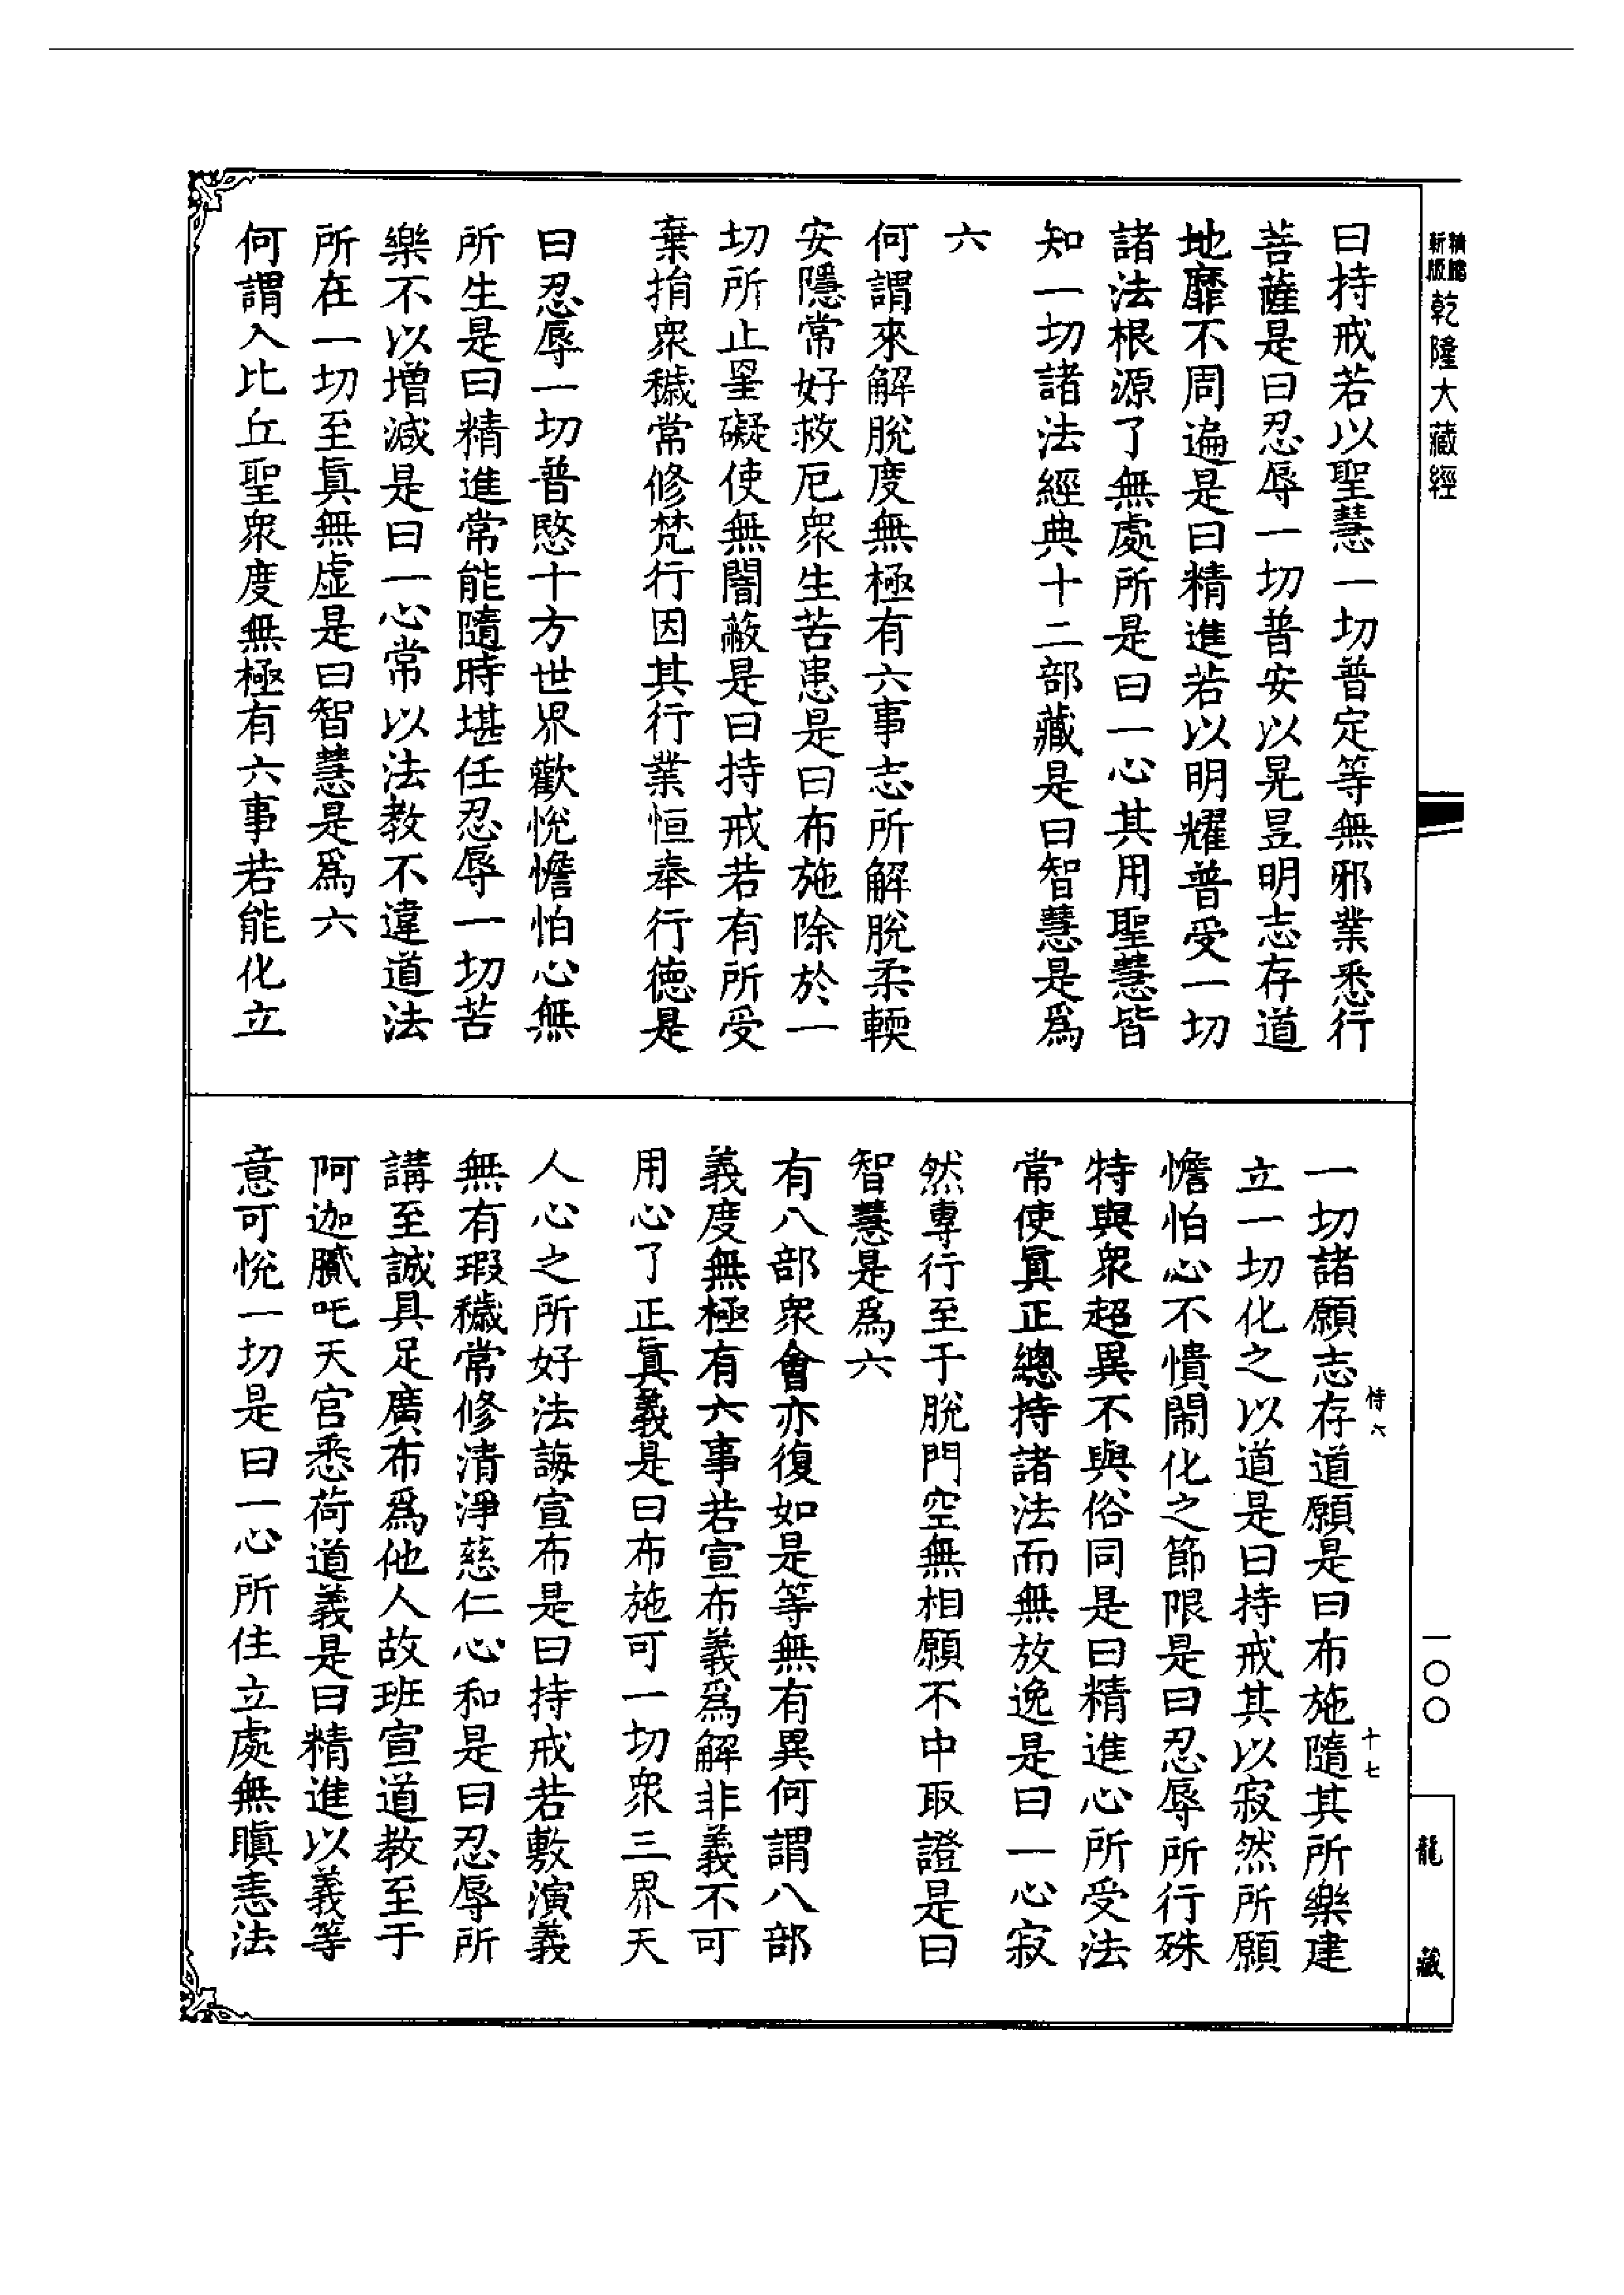 新版
精縮
乾隆大藏經
曰持戒若以聖慧一切普定等無邪業悉行
菩薩是曰忍辱一切普安以晃昱明志存道
地靡不周遍是曰精進若以明耀普受一切
諸法根源了無處所是曰一心其用聖慧皆
知一切諸法經典十二部藏是曰智慧是爲
六
何謂來解脫度無極有六事志所解脫柔輭
安隱常好救厄衆生苦患是曰布施除於一
切所止罣礙使無闇蔽是曰持戒若有所受
棄捐衆穢常修梵行因其行業恒奉行德是
曰忍辱一切普愍十方世界歡悅憺怕心無
所生是曰精進常能隨時堪任忍辱一切苦
樂不以增減是曰一心常以法教不違道法
所在一切至眞無虛是曰智慧是爲六
何謂入比丘聖衆度無極有六事若能化立
一切諸願志存道願是曰布施隨其所樂建
立一切化之以道是曰持戒其以寂然所願
憺怕心不憒閙化之節限是曰忍辱所行殊
特與衆超異不與俗同是曰精進心所受法
常使眞正總持諸法而無放逸是曰一心寂
然專行至于脫門空無相願不中取證是曰
智慧是爲六
有八部衆會亦復如是等無有異何謂八部
義度無極有六事若宣布義爲解非義不可
用心了正眞義是曰布施可一切衆三界天
人心之所好法誨宣布是曰持戒若敷演義
無有瑕穢常修清淨慈仁心和是曰忍辱所
講至誠具足廣布爲他人故班宣道教至于
阿迦膩吒天宮悉荷道義是曰精進以義等
意可悅一切是曰一心所住立處無瞋恚法
一〇〇
十七
龍藏